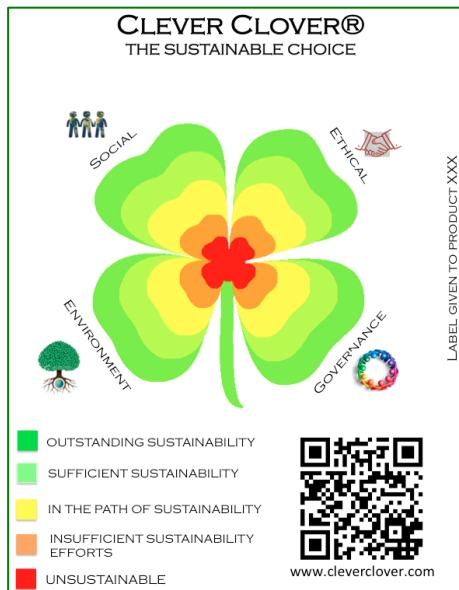 CLEVER CLOVER®
THE SUSTAINABLE CHOICE
SOCIAL
ETHICAL
LABEL GIVEN TO PRODUCT XXX
ENVIRONMENT
GOVERNANCE
OUTSTANDING SUSTAINABILITY
SUFFICIENT SUSTAINABILITY
IN THE PATH OF SUSTAINABILITY
INSUFFICIENT SUSTAINABILITY
EFFORTS
UNSUSTAINABLE
www.cleverclover.com